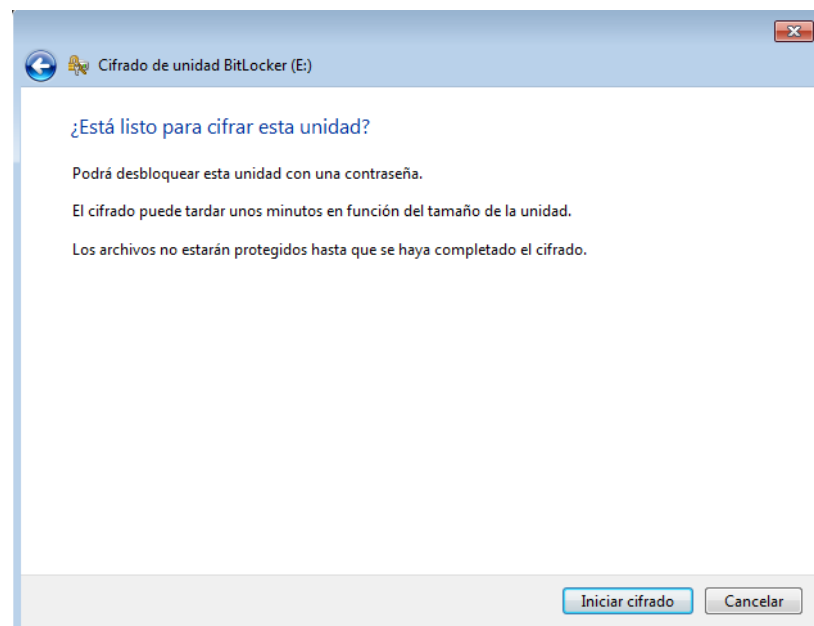 Cifrado de unidad BitLocker (E:)
¿Está listo para cifrar esta unidad?
Podrá desbloquear esta unidad con una contraseña.
El cifrado puede tardar unos minutos en función del tamaño de la unidad.
Los archivos no estarán protegidos hasta que se haya completado el cifrado.
Iniciar cifrado
Cancelar